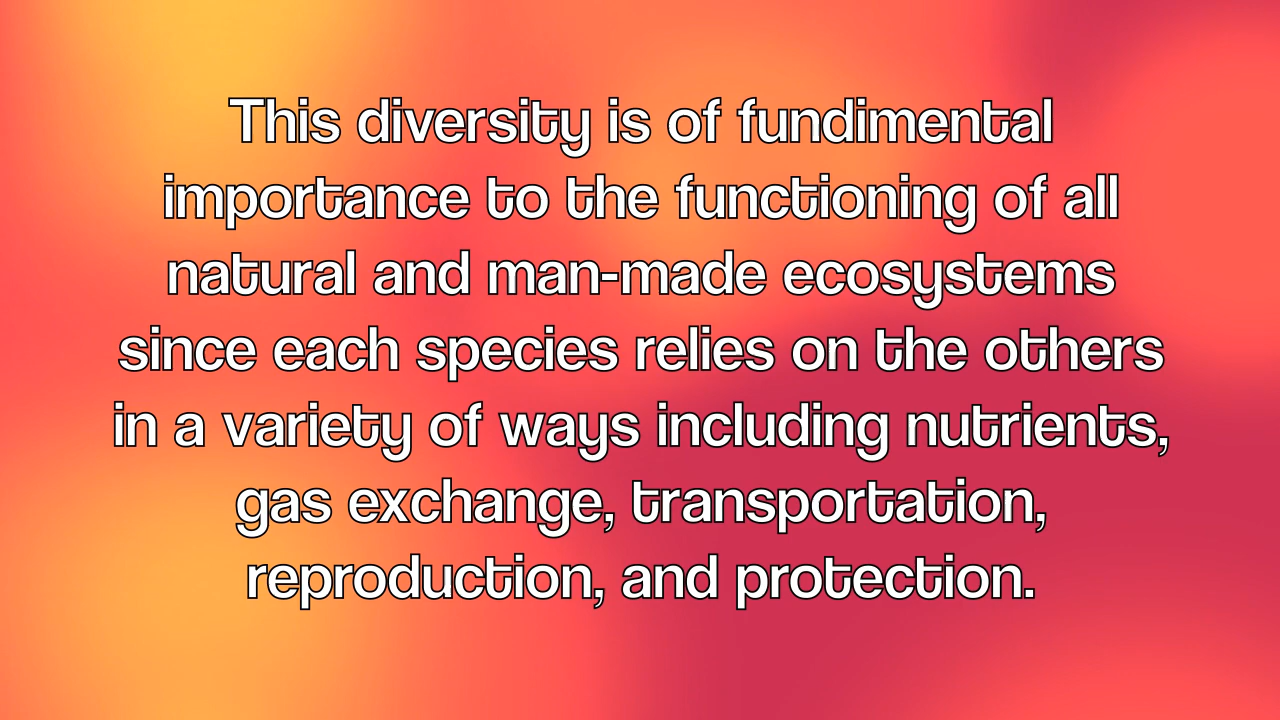 This diversity is of fundimental
importance to the functioning of all
natural and man-made ecosystems
since each species relies on the others
in a variety of ways including nutrients,
gas exchange, transportation,
reproduction, and protection.